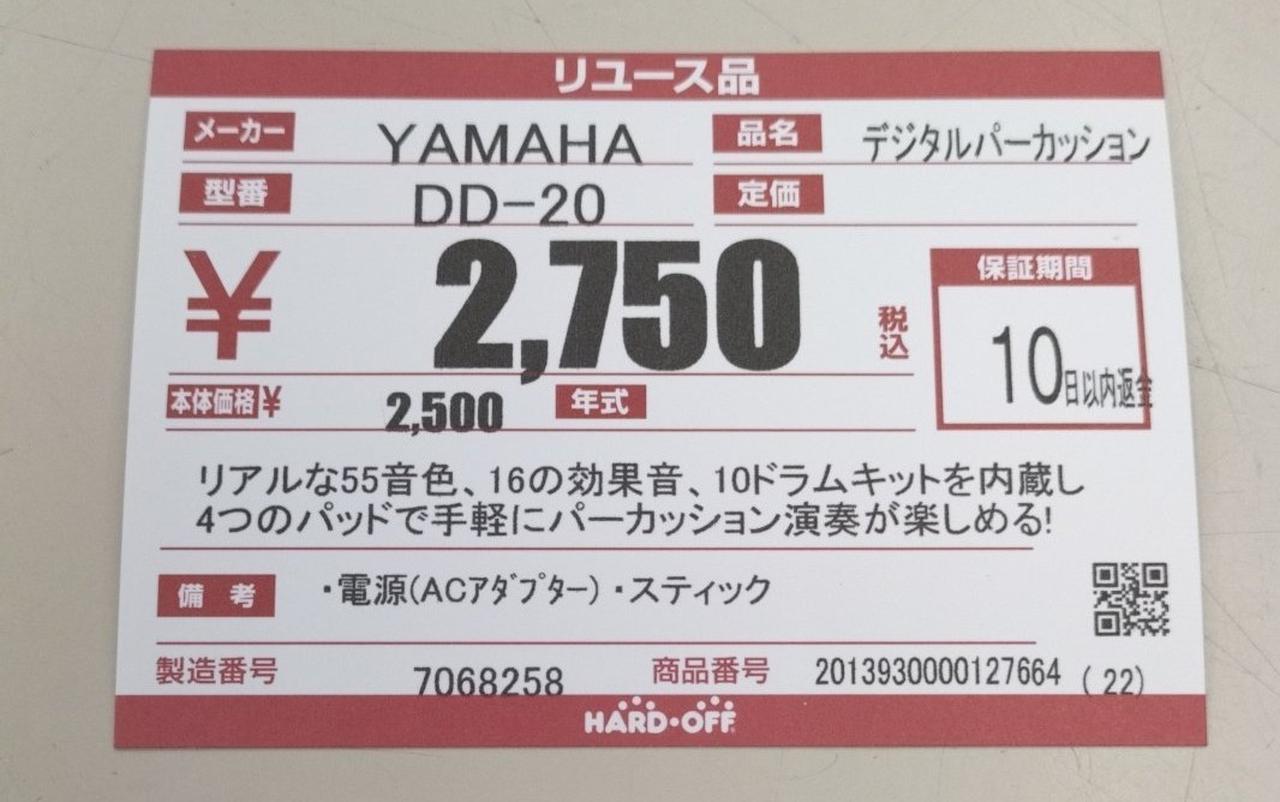 リユース品
メーカー YAMAHA 品名 デジタルパーカッション
型番 DD-20 定価
¥ 2,750 税込
保証期間
10日以内返金
本体価格¥ 2,500 年式
リアルな55音色、16の効果音、10ドラムキットを内蔵し
4つのパッドで手軽にパーカッション演奏が楽しめる!
備考 ・電源(ACｱﾀﾞﾌﾟﾀｰ)・スティック
製造番号 7068258 商品番号 2013930000127664 (22)
HARD・OFF